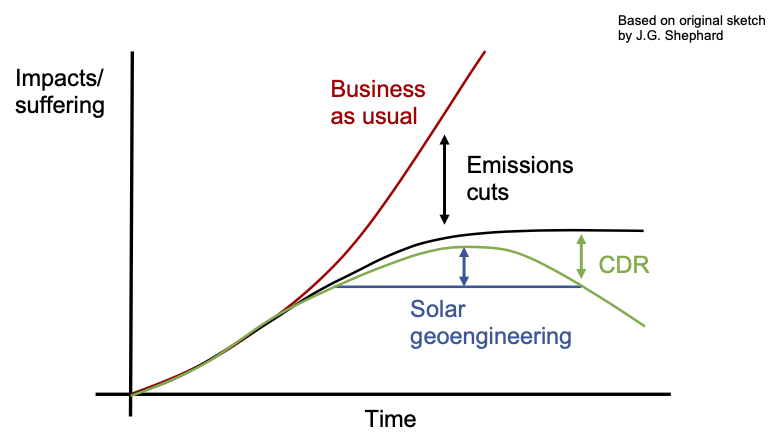 Based on original sketch
by J.G. Shephard
Impacts/
suffering
Business
as usual
Emissions
cuts
CDR
Solar
geoengineering
Time